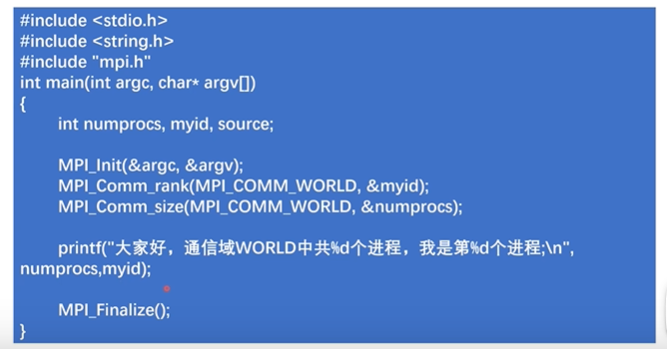 #include <stdio.h>
#include <string.h>
#include "mpi.h"
int main(int argc, char* argv[])
{
int numprocs, myid, source;
MPI_Init(&argc, &argv);
MPI_Comm_rank(MPI_COMM_WORLD, &myid);
MPI_Comm_size(MPI_COMM_WORLD, &numprocs);
printf("大家好，通信域WORLD中共%d个进程，我是第%d个进程;\n",
numprocs,myid);
MPI_Finalize();
}